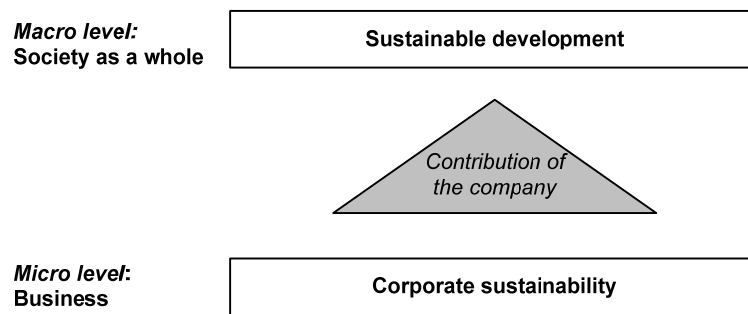 Macro level:
Society as a whole
Sustainable development
Contribution of
the company
Micro level:
Business
Corporate sustainability